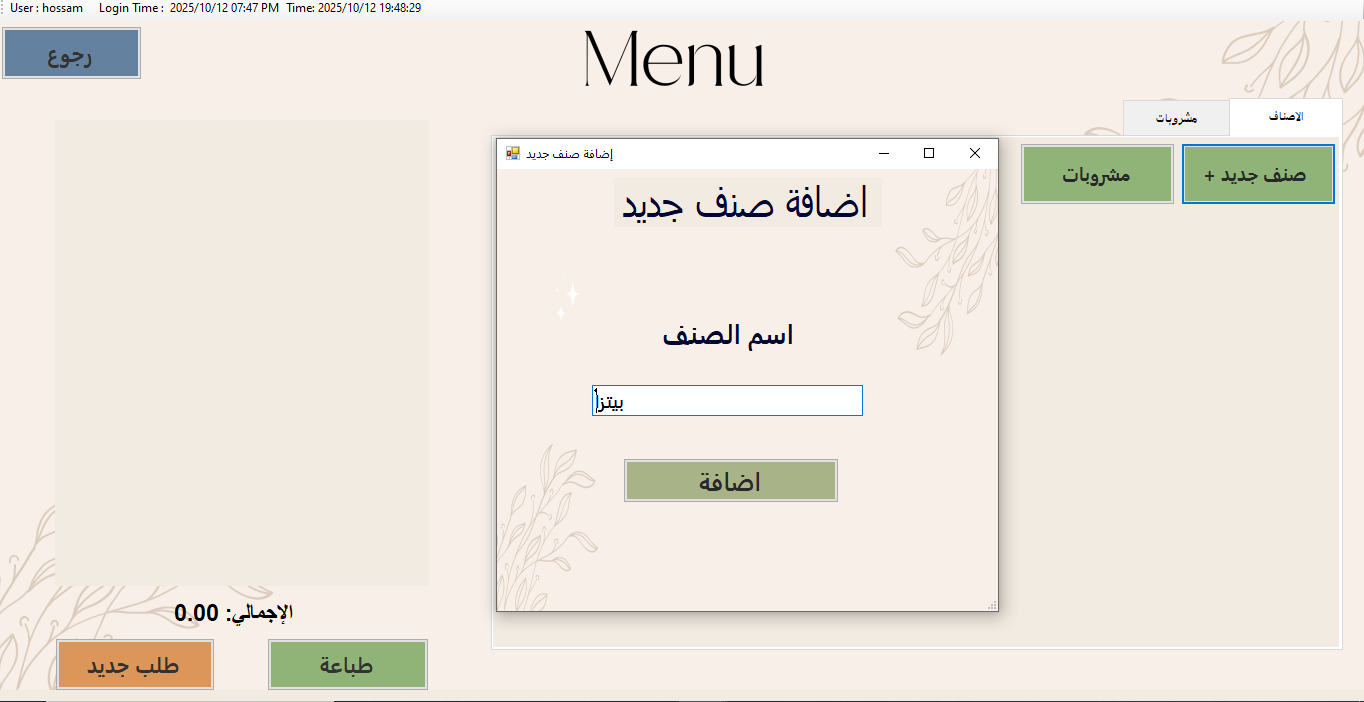 User : hossam Login Time : 2025/10/12 07:47 PM Time: 2025/10/12 19:48:29
رجوع
Menu
الاصناف
مشروبات
صنف جديد +
مشروبات
إضافة صنف جديد
اضافة صنف جديد
اسم الصنف
بيتزا
اضافة
الإجمالي: 0.00
طلب جديد
طباعة